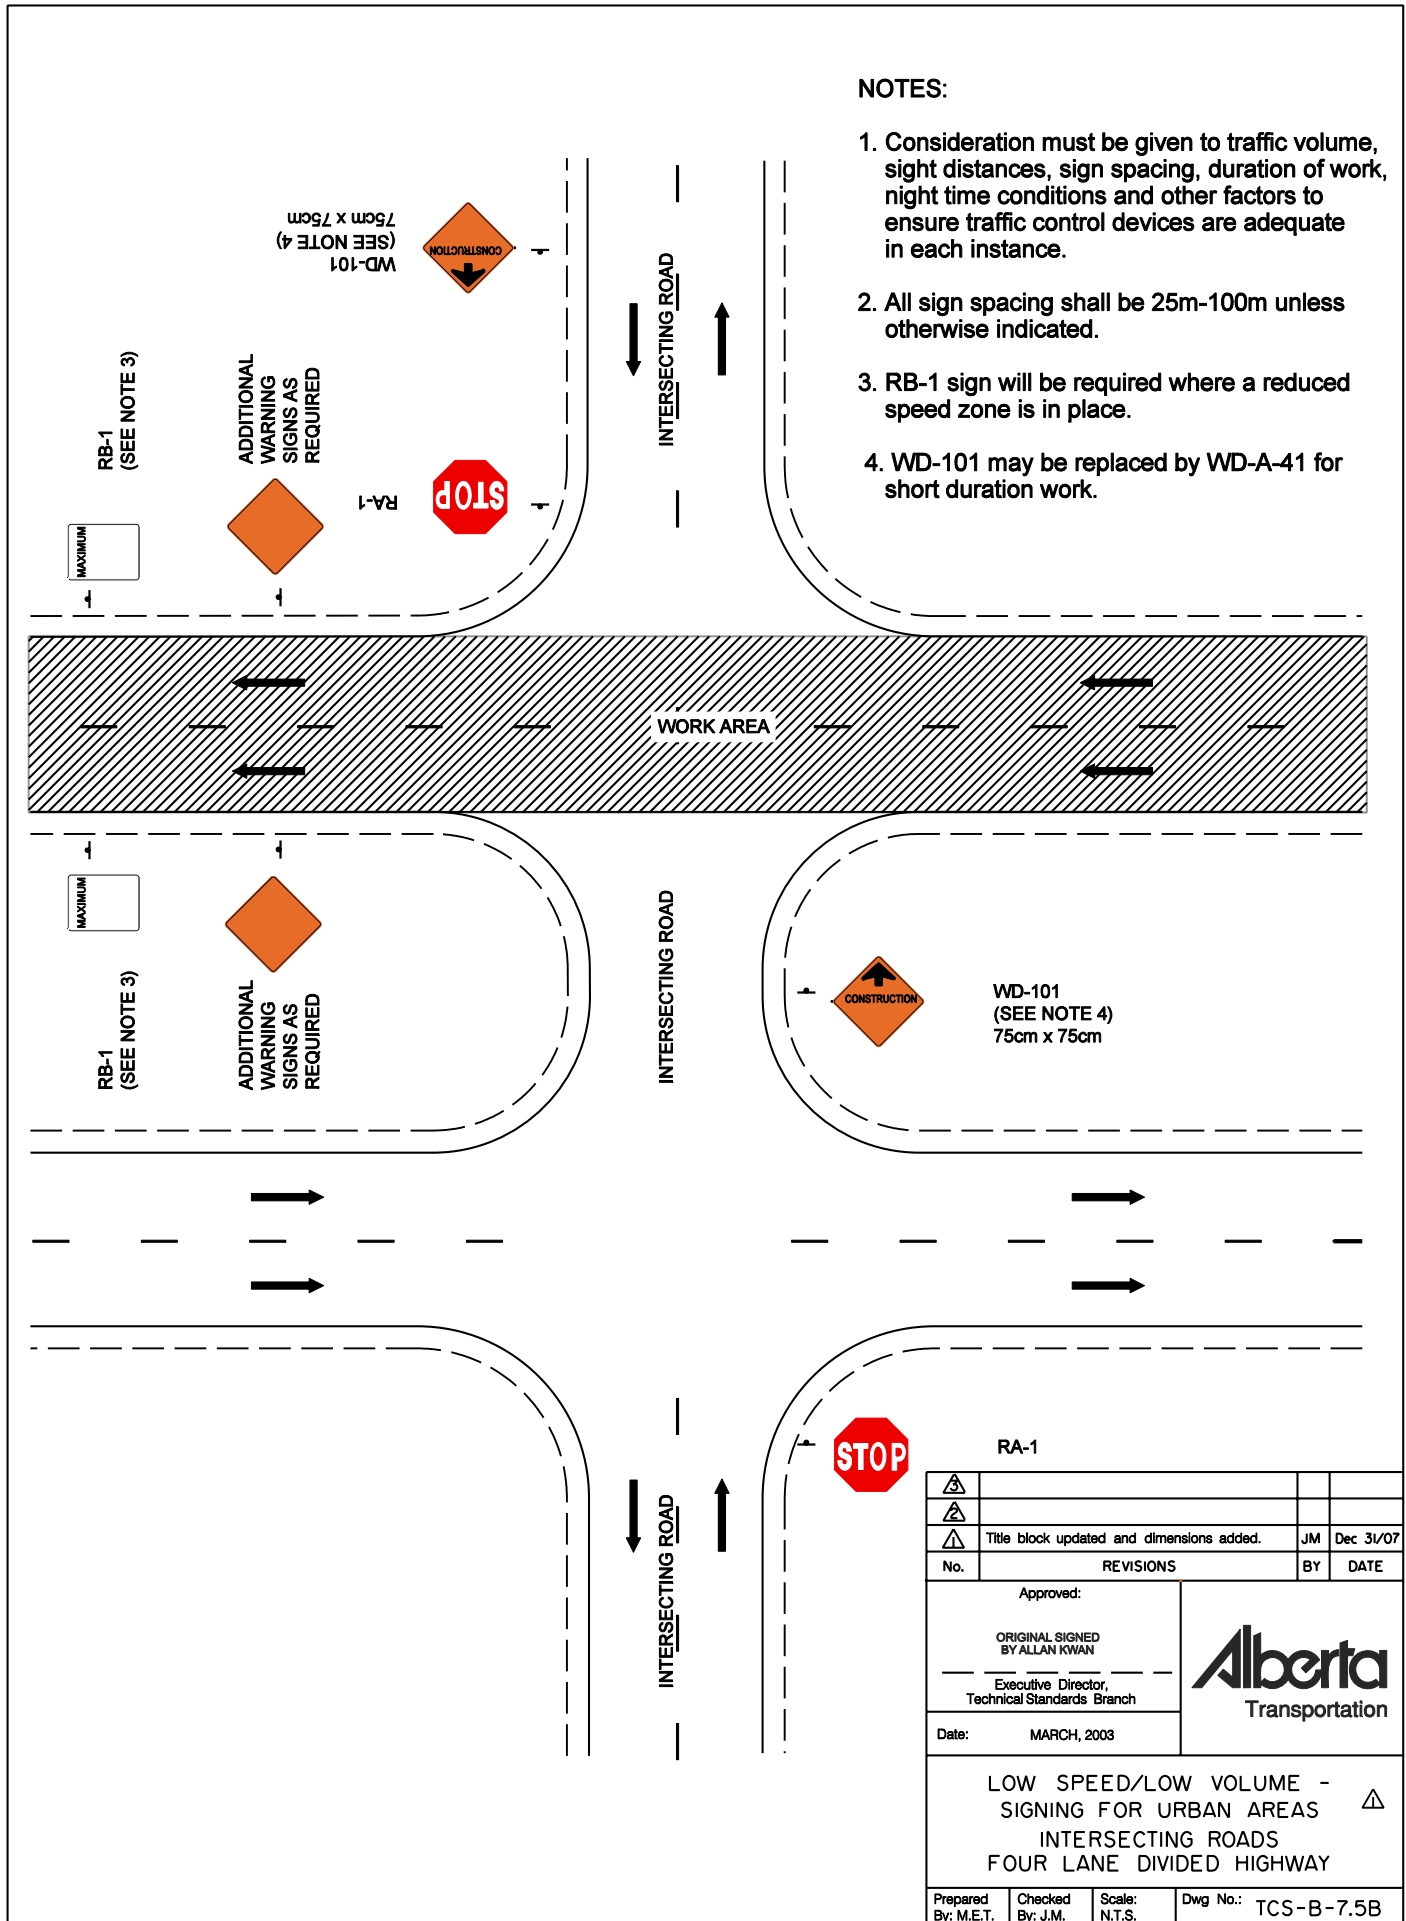 NOTES:
1. Consideration must be given to traffic volume,
sight distances, sign spacing, duration of work,
night time conditions and other factors to
ensure traffic control devices are adequate
in each instance.
2. All sign spacing shall be 25m-100m unless
otherwise indicated.
3. RB-1 sign will be required where a reduced
speed zone is in place.
4. WD-101 may be replaced by WD-A-41 for
short duration work.
WD-101
(SEE NOTE 4)
75cm x 75cm
CONSTRUCTION
INTERSECTING ROAD
RB-1
(SEE NOTE 3)
MAXIMUM
ADDITIONAL
WARNING
SIGNS AS
REQUIRED
RA-1
STOP
WORK AREA
MAXIMUM
RB-1
(SEE NOTE 3)
ADDITIONAL
WARNING
SIGNS AS
REQUIRED
INTERSECTING ROAD
CONSTRUCTION
WD-101
(SEE NOTE 4)
75cm x 75cm
STOP
RA-1
INTERSECTING ROAD
3
2
1 Title block updated and dimensions added. JM Dec 31/07
No. REVISIONS BY DATE
Approved:
ORIGINAL SIGNED
BY ALLAN KWAN
Executive Director,
Technical Standards Branch
Date: MARCH, 2003
Alberta
Transportation
LOW SPEED/LOW VOLUME -
SIGNING FOR URBAN AREAS 1
INTERSECTING ROADS
FOUR LANE DIVIDED HIGHWAY
Prepared
By: M.E.T.
Checked
By: J.M.
Scale:
N.T.S.
Dwg No.: TCS-B-7.5B